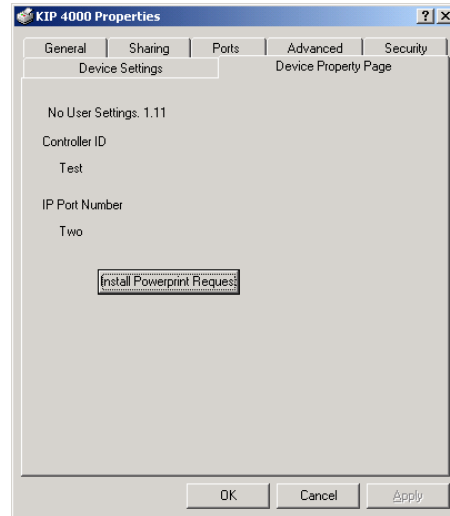 KIP 4000 Properties
General Sharing Ports Advanced Security
Device Settings Device Property Page
No User Settings. 1.11
Controller ID
Test
IP Port Number
Two
Install Powerprint Request
OK Cancel Apply